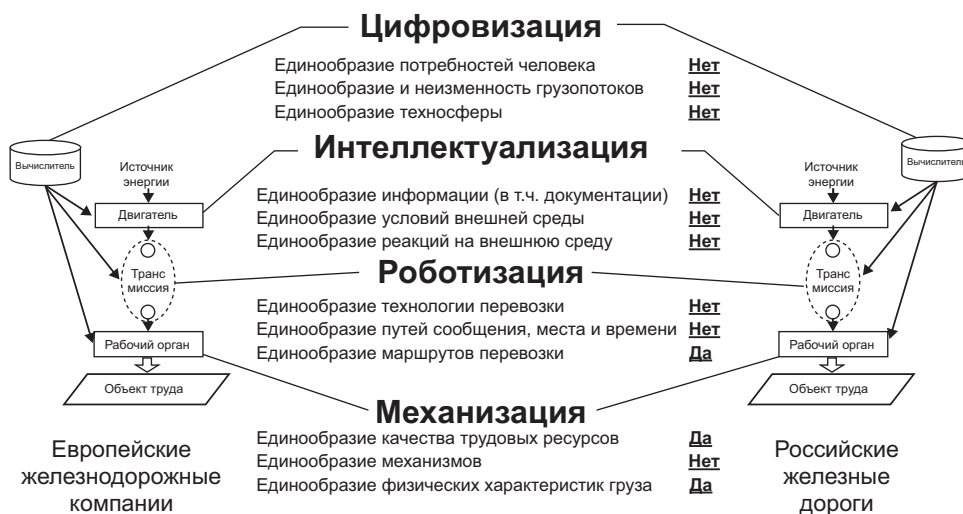 Цифровизация
Единообразие потребностей человека Нет
Единообразие и неизменность грузопотоков Нет
Единообразие техносферы Нет
Интеллектуализация
Единообразие информации (в т.ч. документации) Нет
Единообразие условий внешней среды Нет
Единообразие реакций на внешнюю среду Нет
Роботизация
Единообразие технологии перевозки Нет
Единообразие путей сообщения, места и времени Нет
Единообразие маршрутов перевозки Да
Механизация
Единообразие качества трудовых ресурсов Да
Единообразие механизмов Нет
Единообразие физических характеристик груза Да
Вычислитель
Источник
энергии
Двигатель
Транс
миссия
Рабочий орган
Объект труда
Европейские
железнодорожные
компании
Вычислитель
Источник
энергии
Двигатель
Транс
миссия
Рабочий орган
Объект труда
Российские
железные
дороги